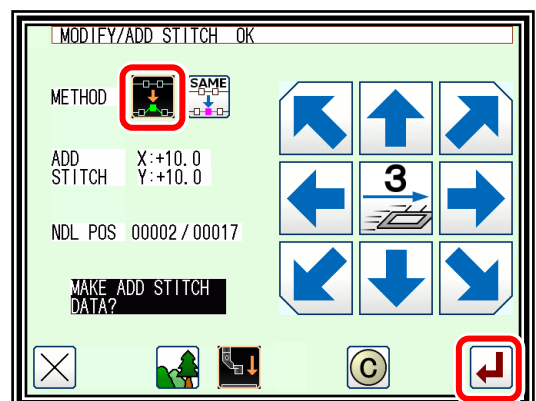 MODIFY/ADD STITCH OK
METHOD
SAME
ADD STITCH
X:+10.0
Y:+10.0
3
NDL POS 00002/00017
MAKE ADD STITCH
DATA?
C